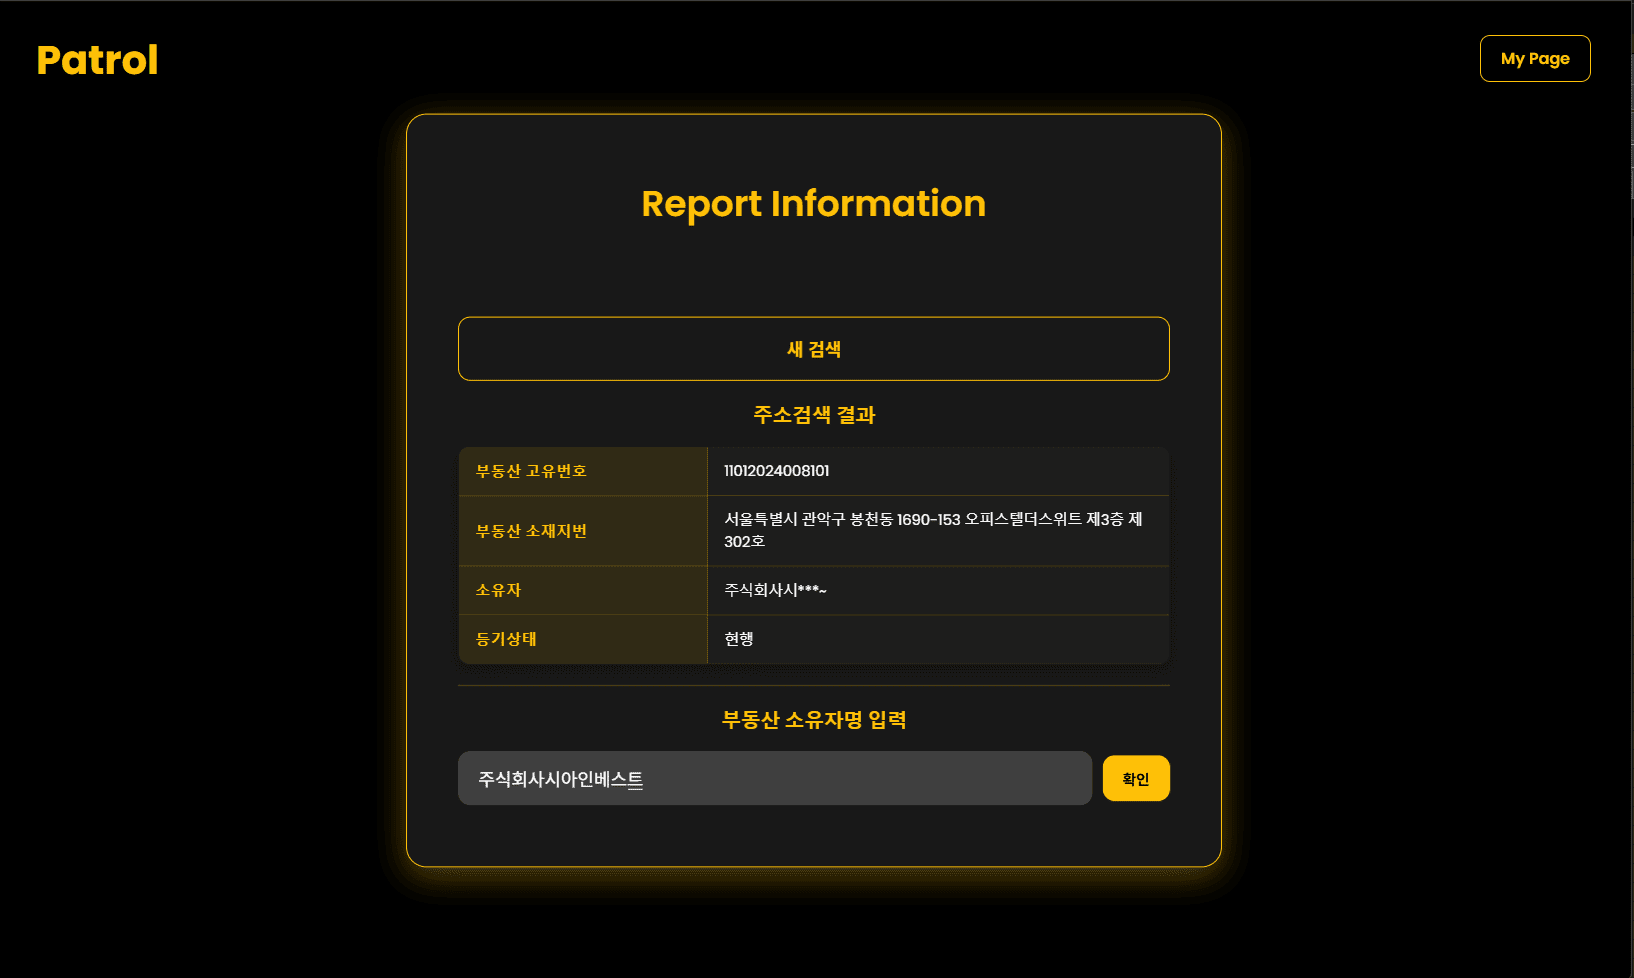 Patrol
My Page
Report Information
새 검색
주소검색 결과
부동산 고유번호
11012024008101
부동산 소재지번
서울특별시 관악구 봉천동 1690-153 오피스텔더스위트 제3층 제
302호
소유자
주식회사시***~
등기상태
현행
부동산 소유자명 입력
주식회사시아인베스트
확인